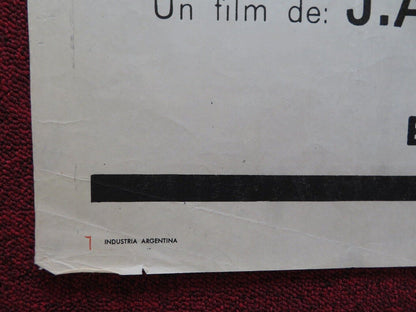 Un film de: J.A
E
INDUSTRIA ARGENTINA